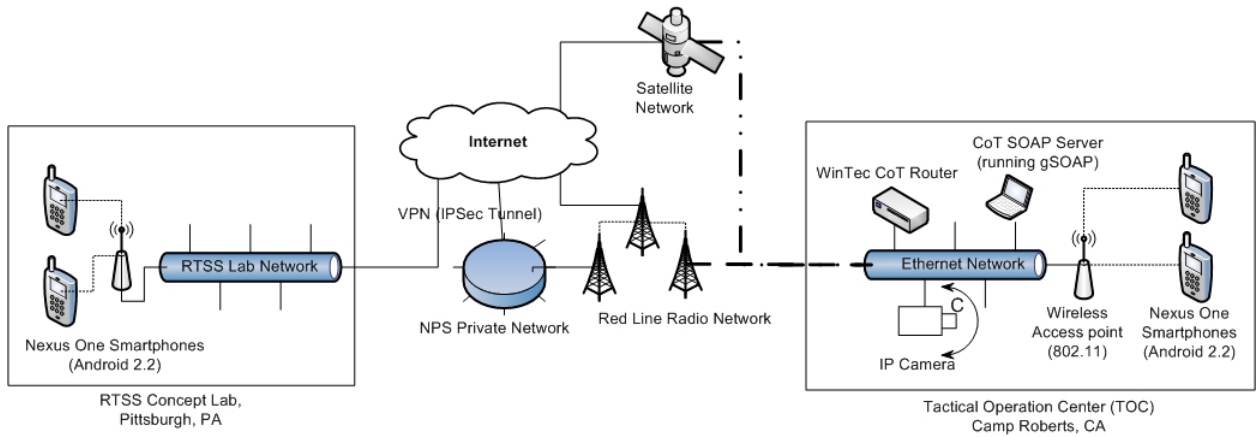 Satellite
Network
Internet
CoT SOAP Server
(running gSOAP)
WinTec CoT Router
VPN (IPSec Tunnel)
RTSS Lab Network
Ethernet Network
C
NPS Private Network
Red Line Radio Network
Nexus One Smartphones
(Android 2.2)
IP Camera
Wireless
Access point
(802.11)
Nexus One
Smartphones
(Android 2.2)
RTSS Concept Lab,
Pittsburgh, PA
Tactical Operation Center (TOC)
Camp Roberts, CA